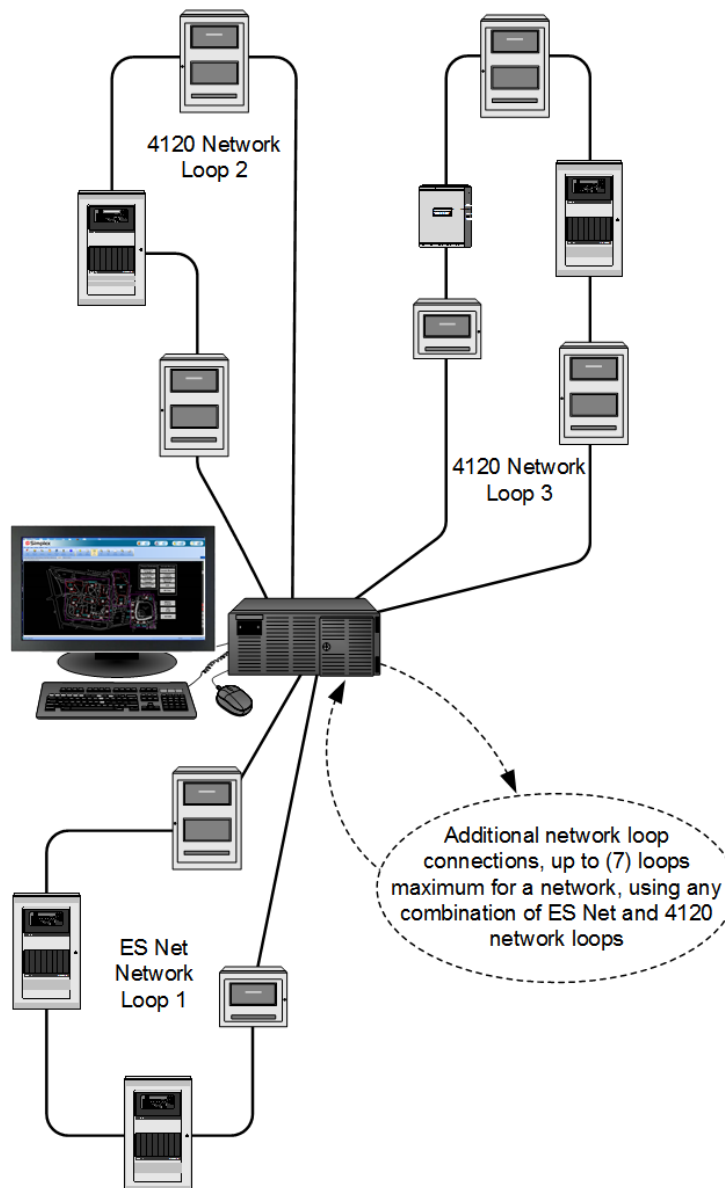 4120 Network
Loop 2
4120 Network
Loop 3
Simplex
Additional network loop
connections, up to (7) loops
maximum for a network, using any
combination of ES Net and 4120
network loops
ES Net
Network
Loop 1